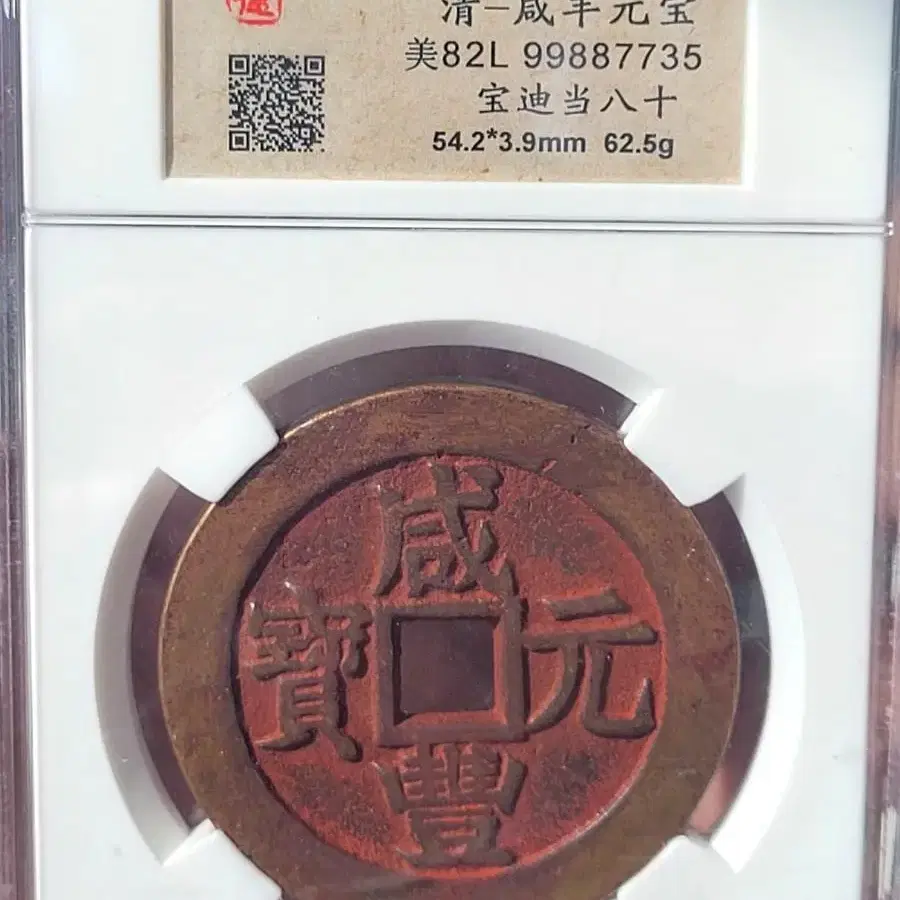 清-咸丰元宝
美82L 99887735
宝迪当八十
54.2*3.9mm 62.5g
咸
寶 元
豐